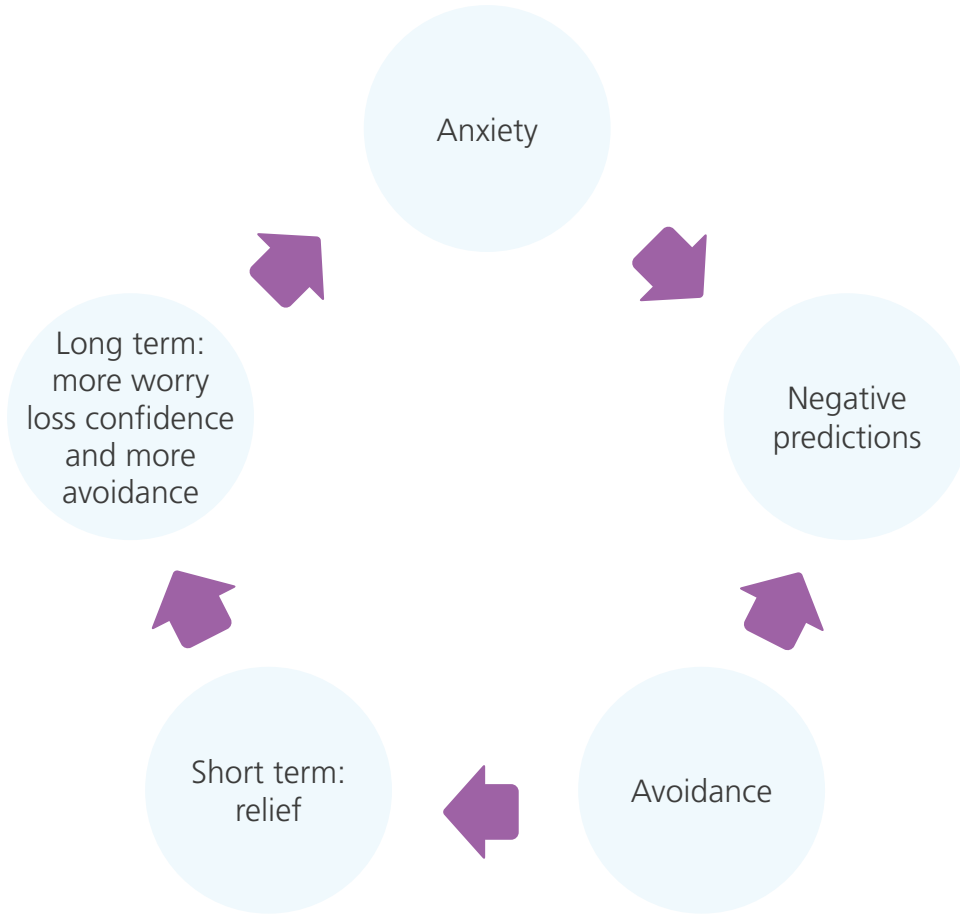 Anxiety
Negative
predictions
Avoidance
Short term:
relief
Long term:
more worry
loss confidence
and more
avoidance